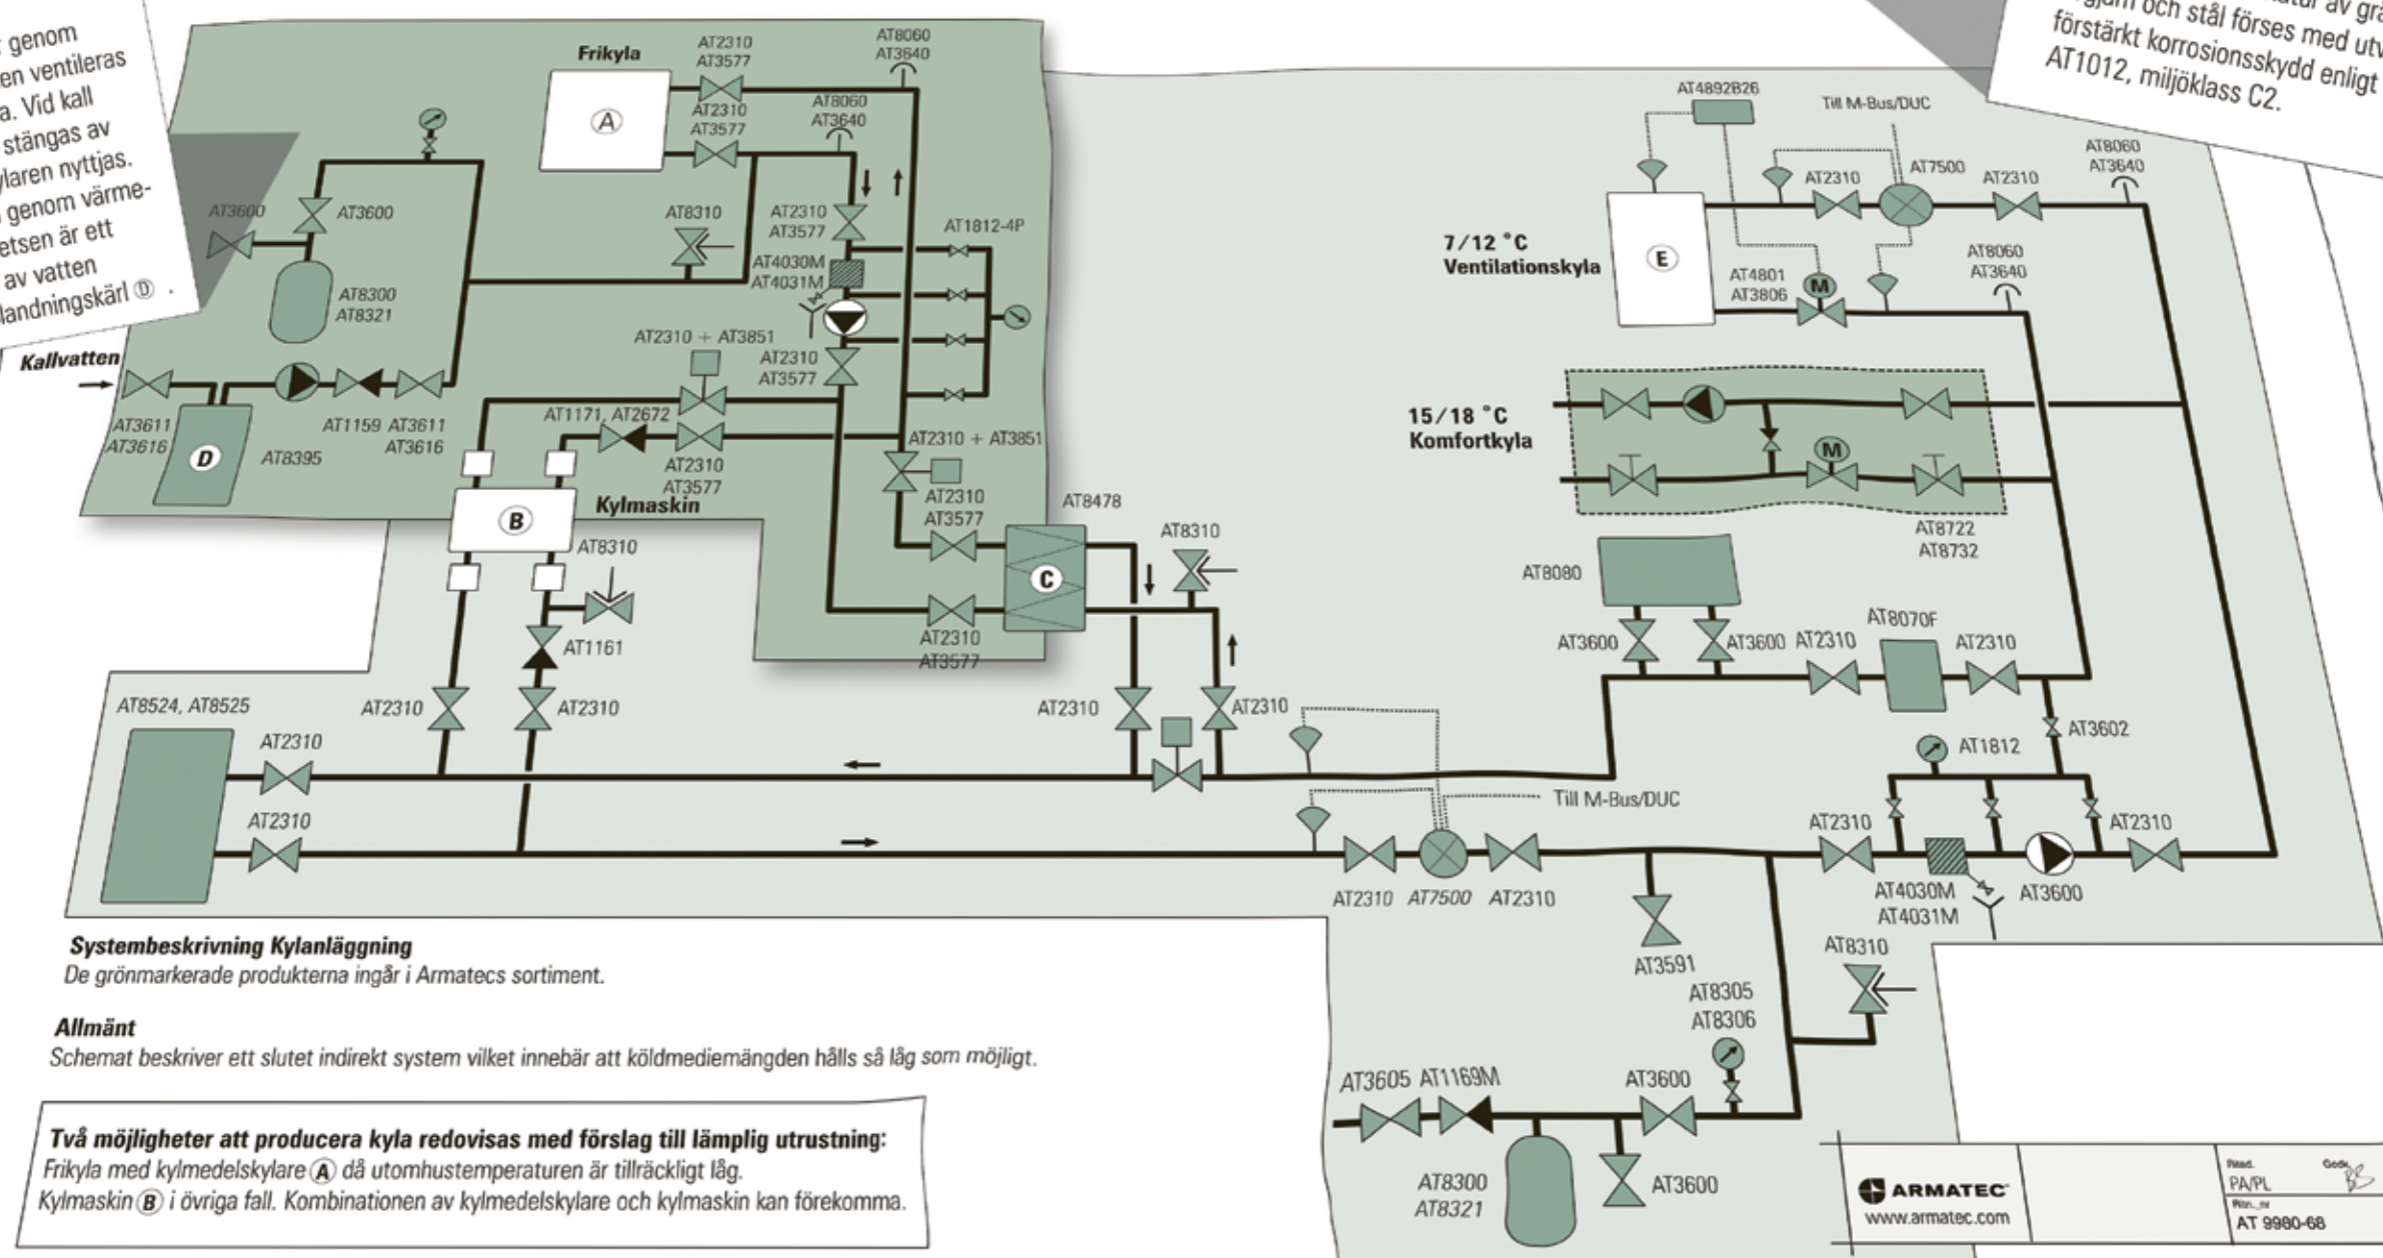 genom
en ventileras
a. Vid kall
stängas av
ylaren nyttjas.
genom värme-
etsen är ett
av vatten
landningskärl D .
och stål förses med
förstärkt korrosionsskydd enligt
AT1012, miljöklass C2.
Frikyla
A
AT2310
AT3577
AT8060
AT3640
AT2310
AT3577
AT8060
AT3640
AT3600
AT3600
AT8310
AT2310
AT3577
AT1812-4P
AT4030M
AT4031M
AT8300
AT8321
AT2310 + AT3851
AT2310
AT3577
Kallvatten
AT3611
AT3616
D
AT8395
AT1159
AT3611
AT3616
AT1171, AT2672
AT2310
AT3577
AT2310 + AT3851
AT2310
AT3577
Kylmaskin
B
AT8310
AT8478
C
AT8310
AT1161
AT2310
AT3577
AT2310
AT2310
AT2310
AT2310
AT8524, AT8525
AT2310
AT2310
AT4892B26
Till M-Bus/DUC
AT7500
AT2310
AT2310
AT8060
AT3640
7/12 °C
Ventilationskyla
E
AT4801
AT3806
M
AT8060
AT3640
15/18 °C
Komfortkyla
M
AT8722
AT8732
AT8080
AT3600
AT3600
AT2310
AT8070F
AT2310
AT3602
AT1812
Till M-Bus/DUC
AT2310
AT7500
AT2310
AT2310
AT2310
AT4030M
AT4031M
AT3600
AT3591
AT8310
AT8305
AT8306
AT3605
AT1169M
AT3600
AT8300
AT8321
AT3600
Systembeskrivning Kylanläggning
De grönmarkerade produkterna ingår i Armatecs sortiment.
Allmänt
Schemat beskriver ett slutet indirekt system vilket innebär att köldmediemängden hålls så låg som möjligt.
Två möjligheter att producera kyla redovisas med förslag till lämplig utrustning:
Frikyla med kylmedelskylare A då utomhustemperaturen är tillräckligt låg.
Kylmaskin B i övriga fall. Kombinationen av kylmedelskylare och kylmaskin kan förekomma.
ARMATEC
www.armatec.com
PA/PL
AT 9980-68